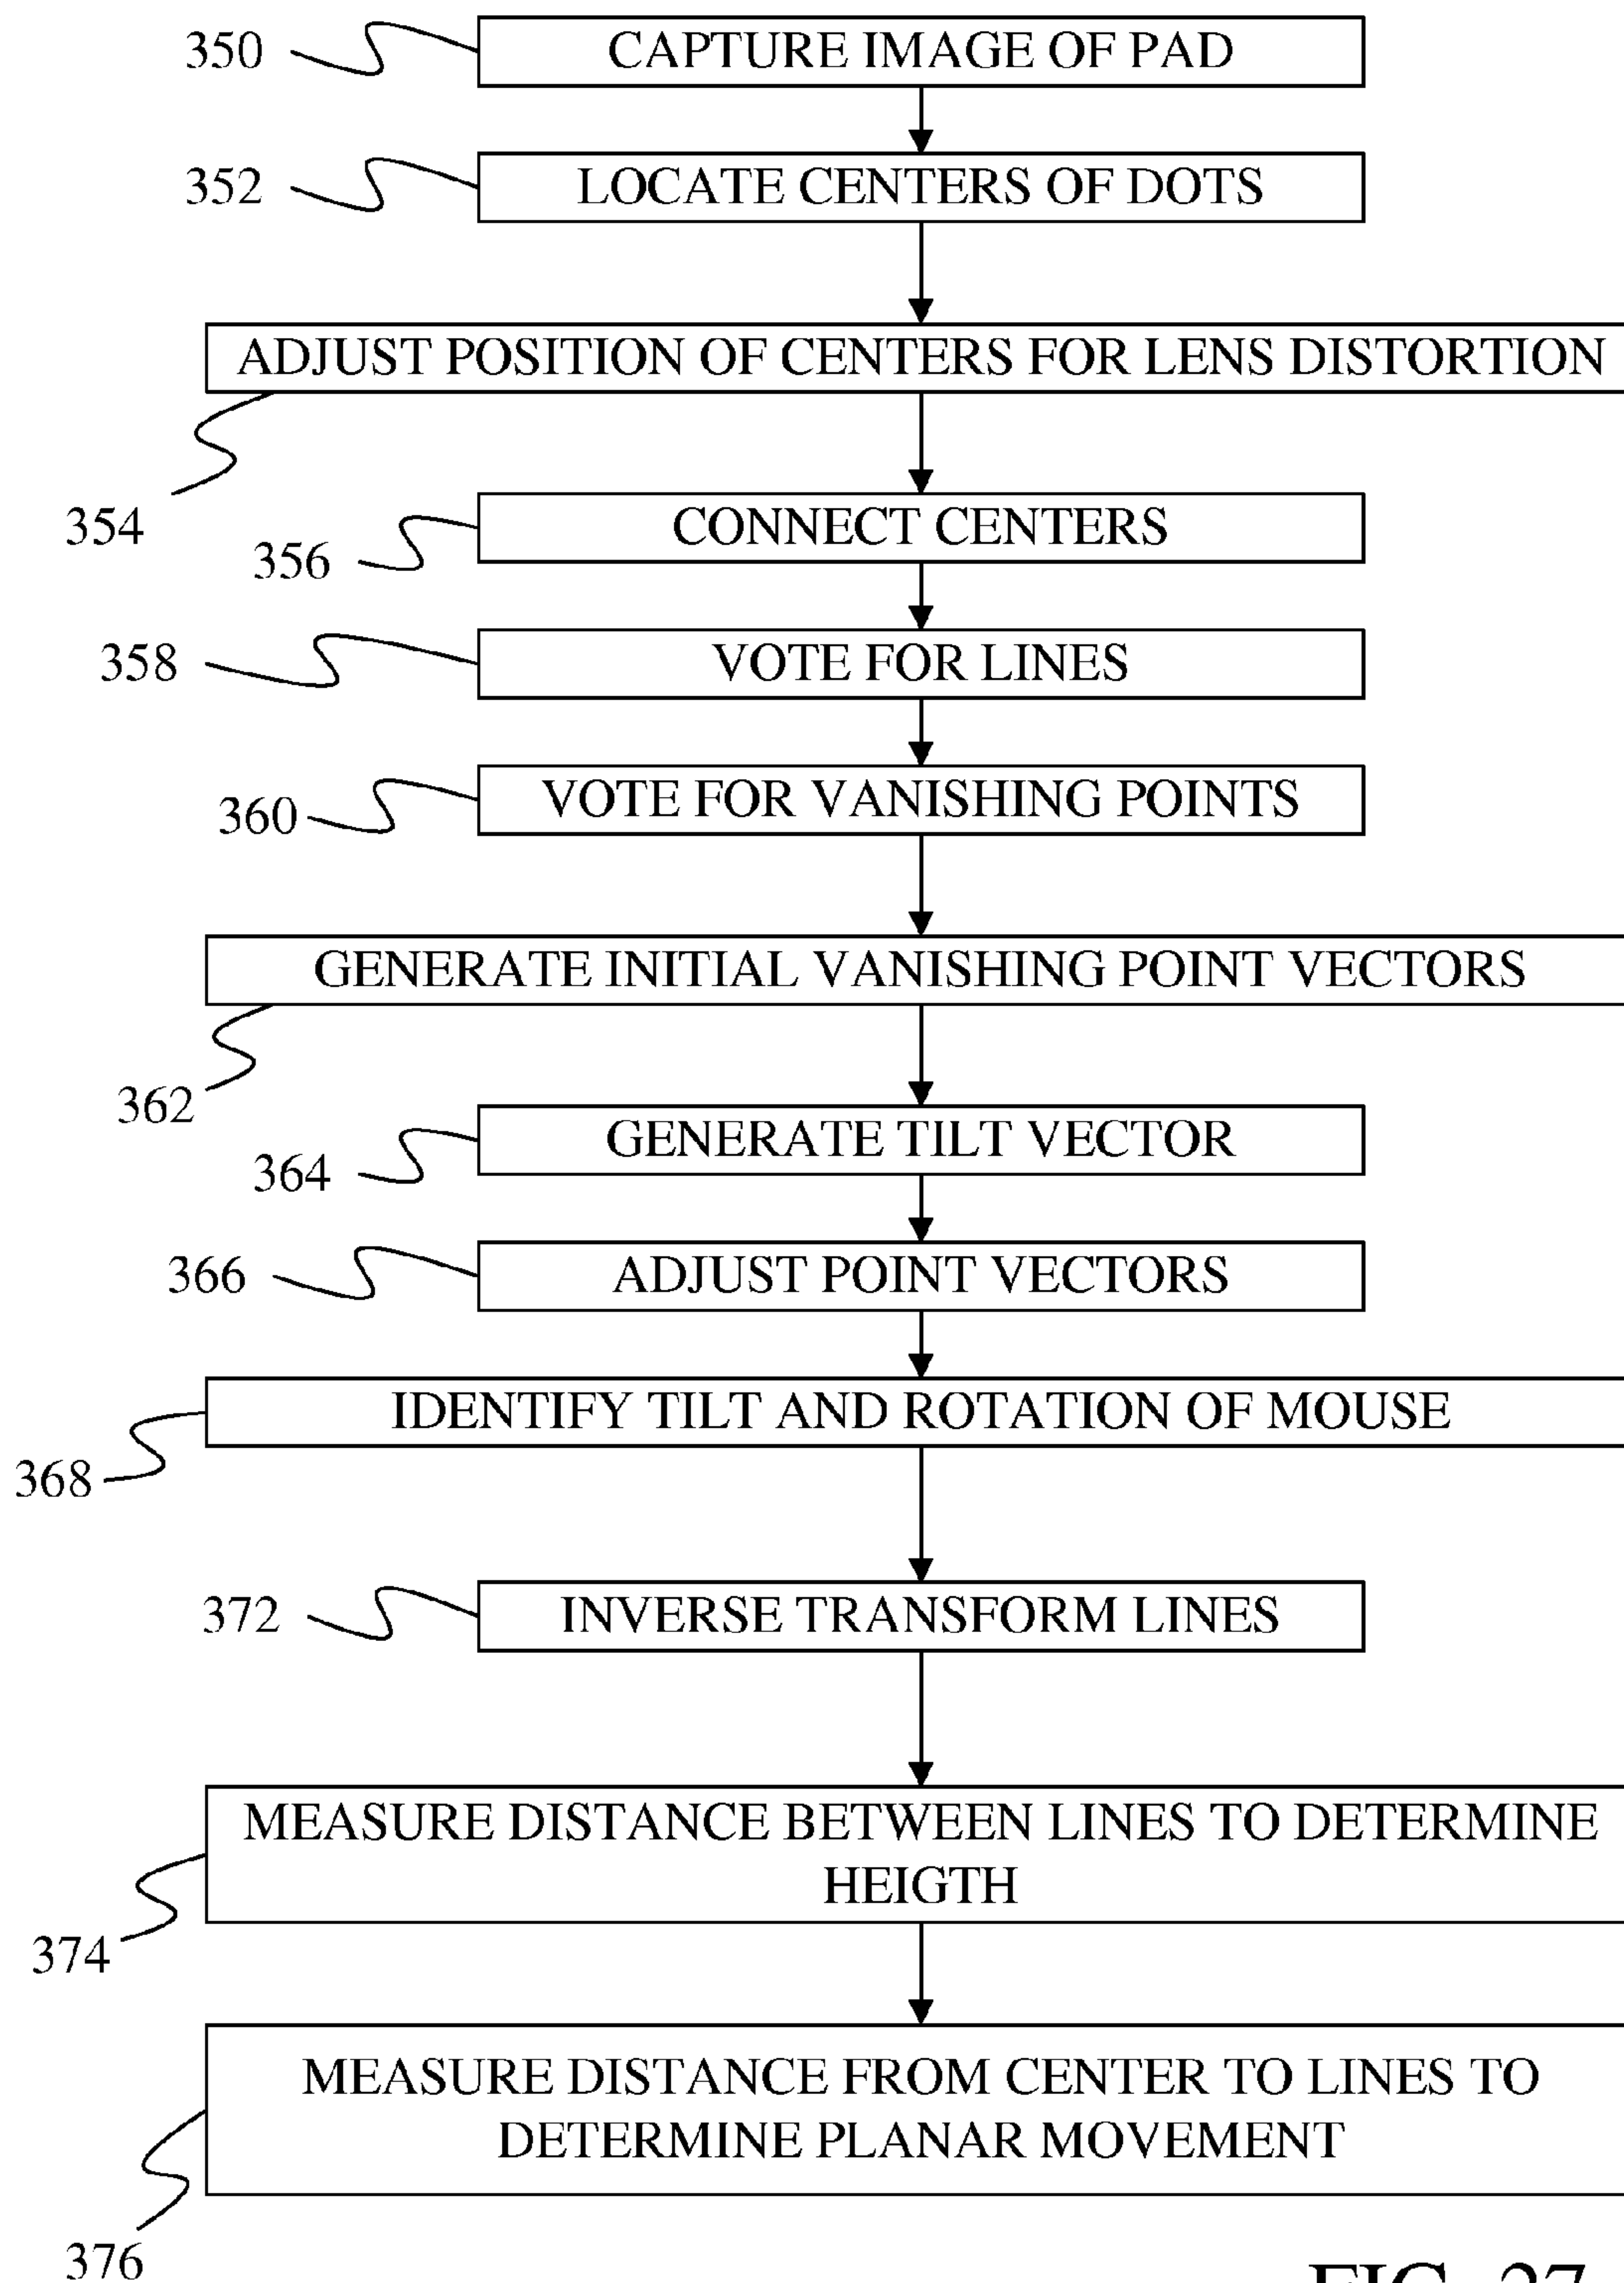 350 CAPTURE IMAGE OF PAD
352 LOCATE CENTERS OF DOTS
ADJUST POSITION OF CENTERS FOR LENS DISTORTION
354
CONNECT CENTERS
356
358 VOTE FOR LINES
360 VOTE FOR VANISHING POINTS
GENERATE INITIAL VANISHING POINT VECTORS
362
GENERATE TILT VECTOR
364
366 ADJUST POINT VECTORS
IDENTIFY TILT AND ROTATION OF MOUSE
368
372 INVERSE TRANSFORM LINES
MEASURE DISTANCE BETWEEN LINES TO DETERMINE
HEIGTH
374
MEASURE DISTANCE FROM CENTER TO LINES TO
DETERMINE PLANAR MOVEMENT
376
FIG. 27